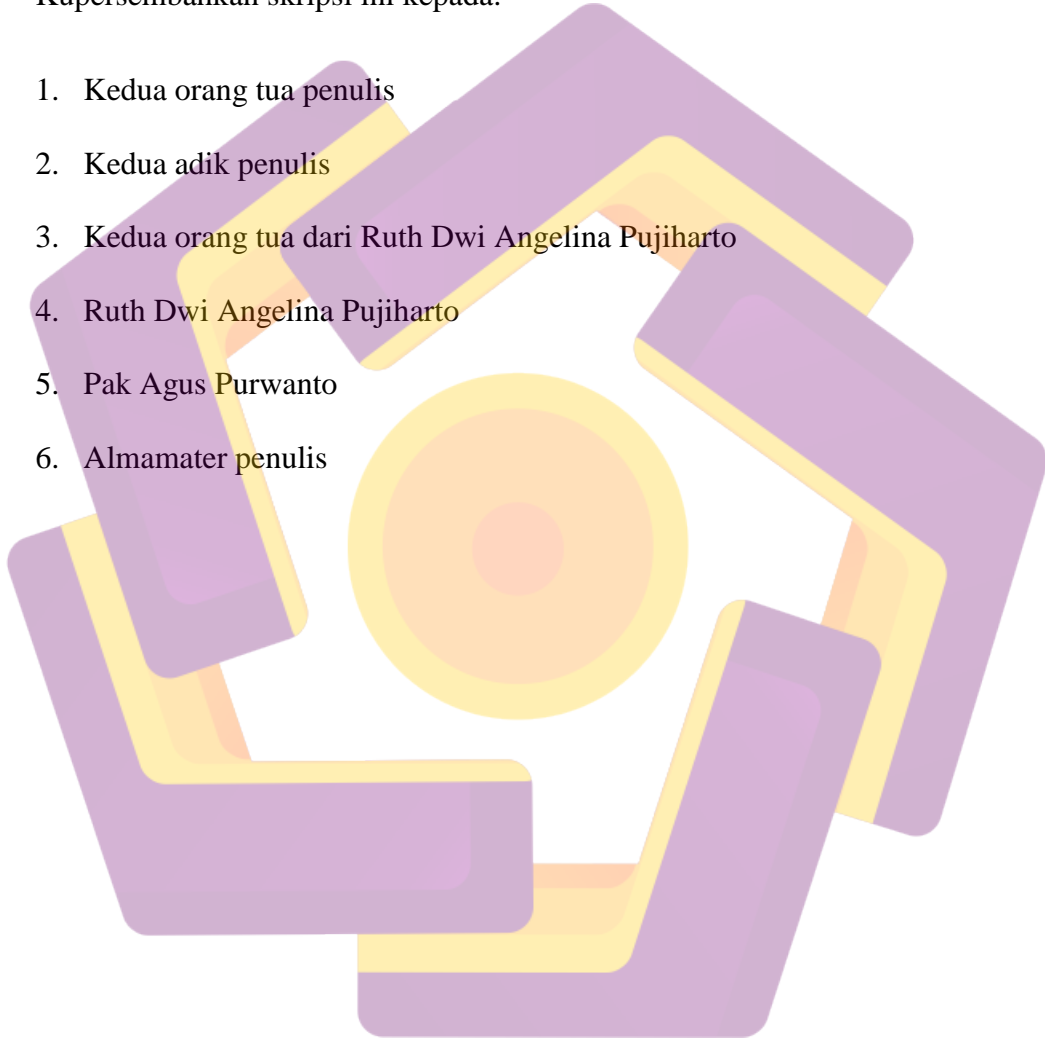 Kupersembahkan skripsi ini kepada:
1. Kedua orang tua penulis
2. Kedua adik penulis
3. Kedua orang tua dari Ruth Dwi Angelina Pujiharto
4. Ruth Dwi Angelina Pujiharto
5. Pak Agus Purwanto
6. Almamater penulis